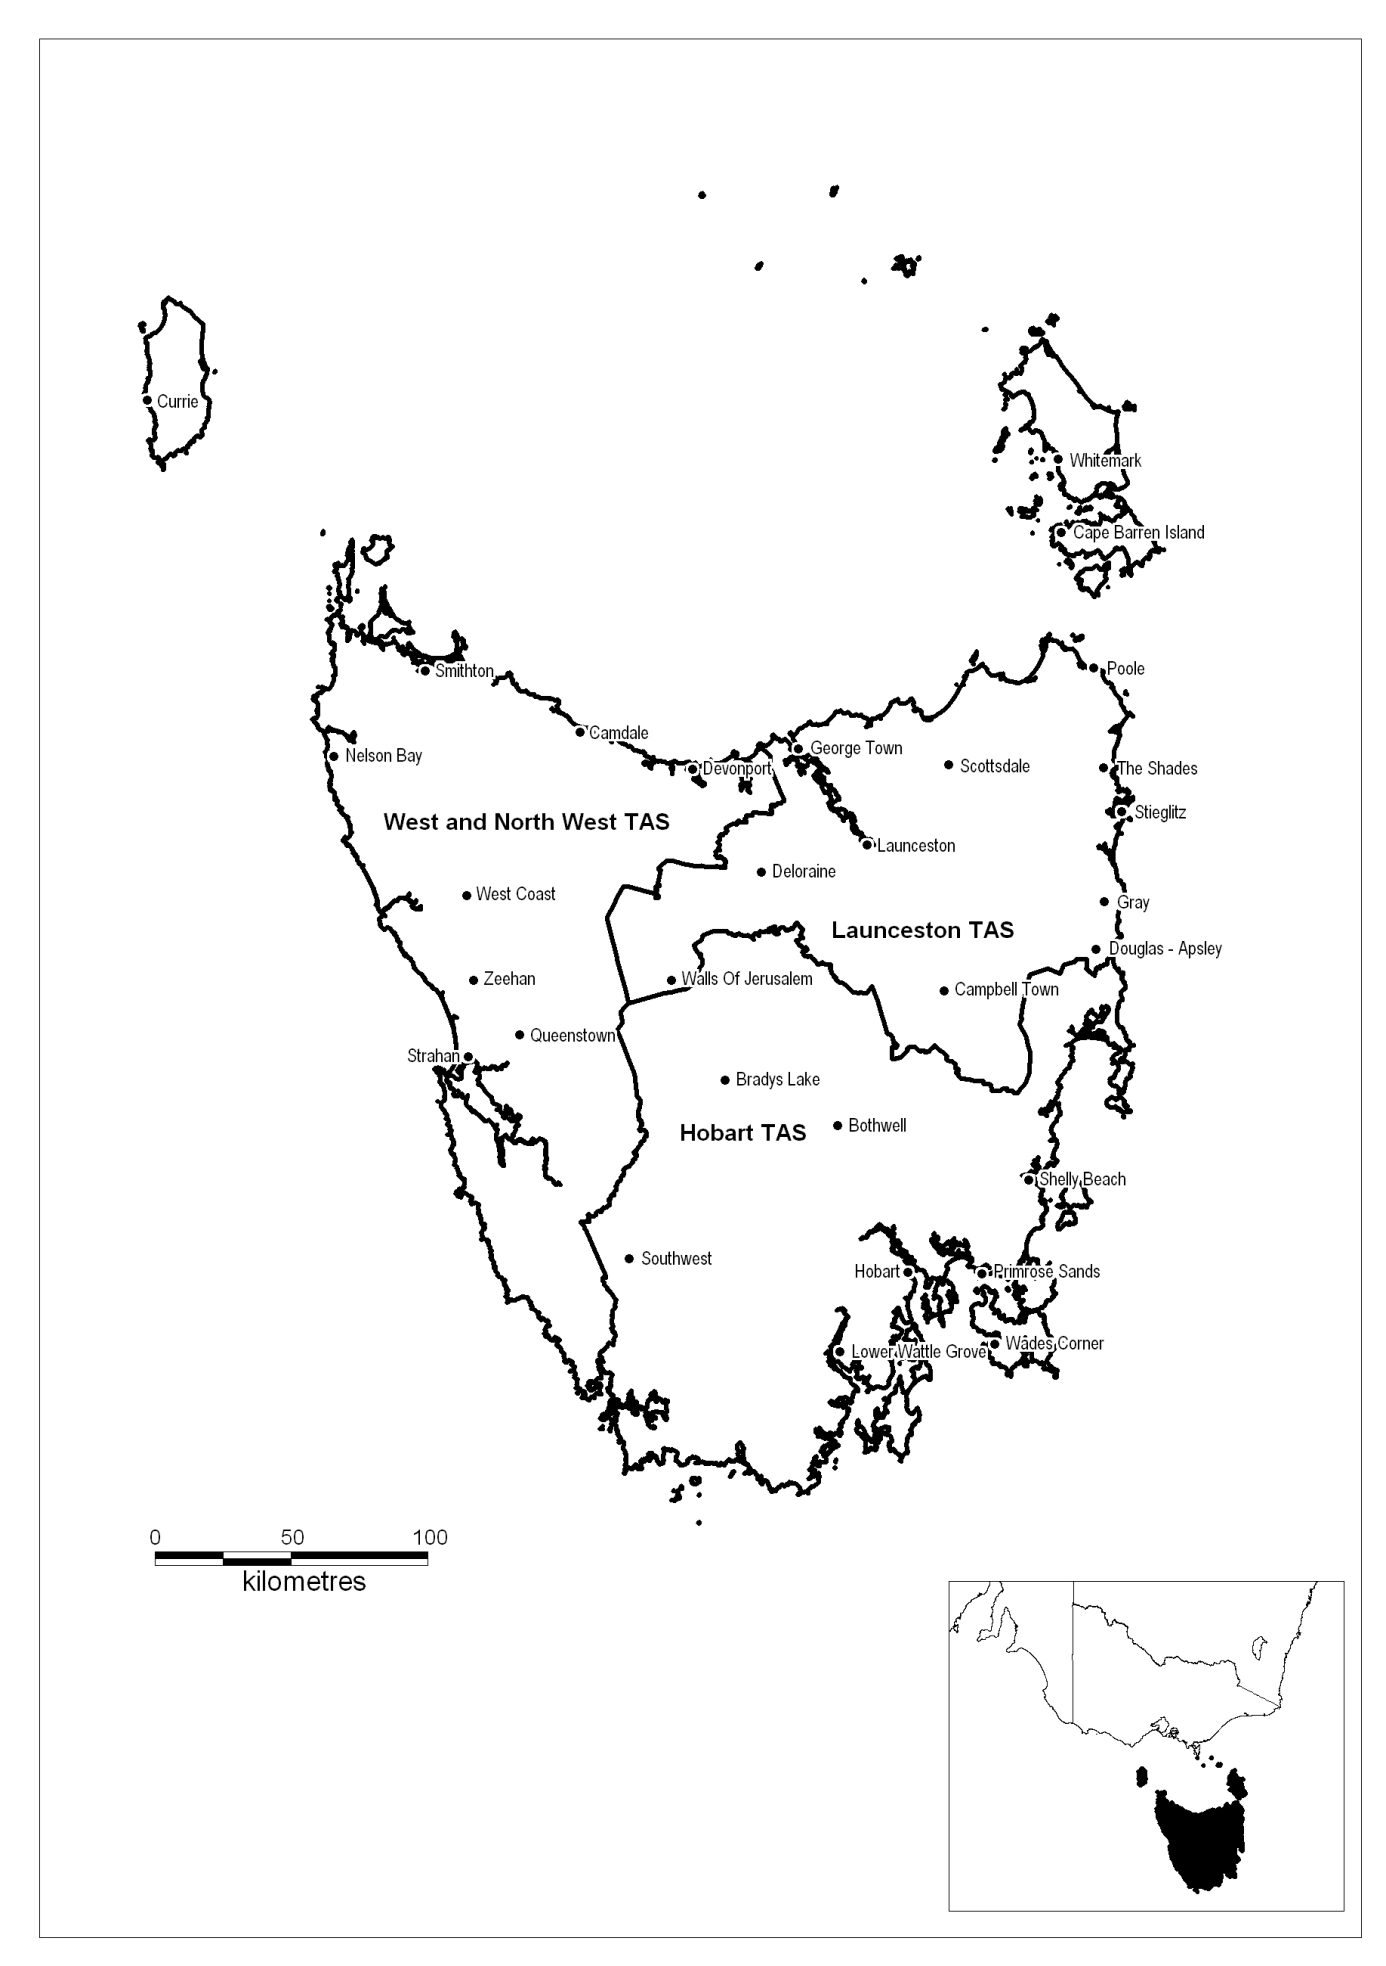 Currie
Whitemark
Cape Barren Island
Poole
Smithton
Camdale
George Town
Nelson Bay
Devonport
Scottsdale
The Shades
West and North West TAS
Stieglitz
Launceston
Deloraine
West Coast
Gray
Launceston TAS
Douglas - Apsley
Zeehan
Walls Of Jerusalem
Campbell Town
Queenstown
Strahan
Bradys Lake
Hobart TAS
Bothwell
Shelly Beach
Southwest
Hobart
Primrose Sands
Lower Wattle Grove
Wades Corner
0 50 100
kilometres